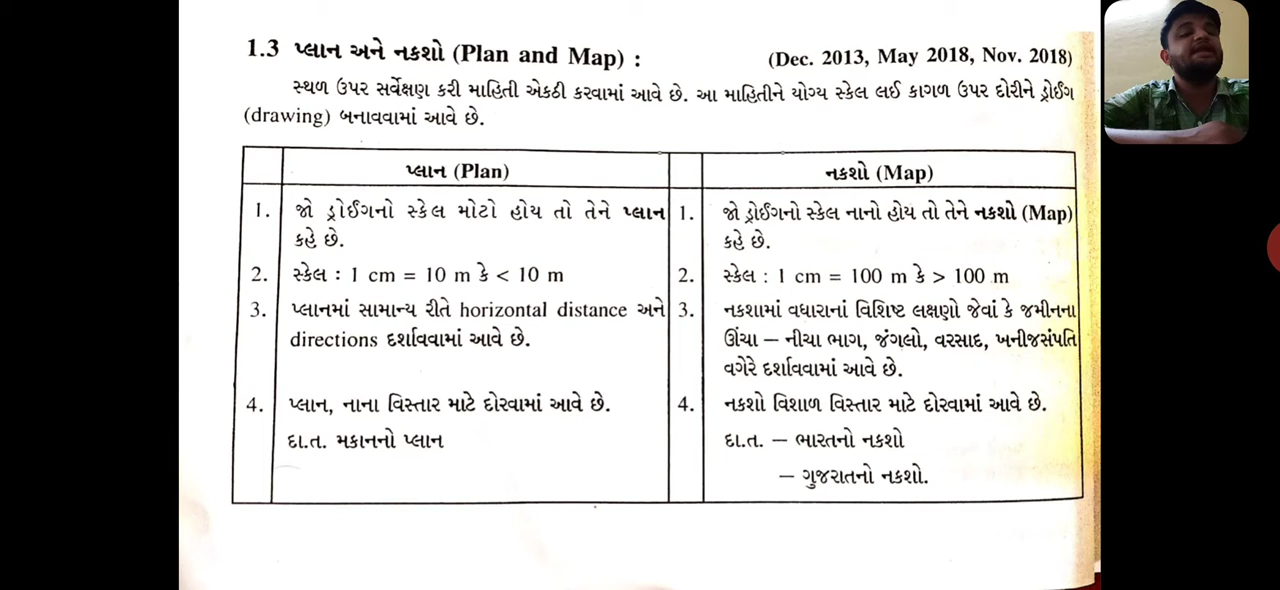 1.3 પ્લાન અને નકશો (Plan and Map) : (Dec. 2013, May 2018, Nov. 2018)
સ્થળ ઉપર સર્વેક્ષણ કરી માહિતી એકઠી કરવામાં આવે છે. આ માહિતીને યોગ્ય સ્કેલ લઈ કાગળ ઉપર દોરીને ડ્રોઈંગ
(drawing) બનાવવામાં આવે છે.
પ્લાન (Plan)
1. જો ડ્રોઈંગનો સ્કેલ મોટો હોય તો તેને પ્લાન
કહે છે.
2. સ્કેલ : 1 cm = 10 m કે < 10 m
3. પ્લાનમાં સામાન્ય રીતે horizontal distance અને
directions દર્શાવવામાં આવે છે.
4. પ્લાન, નાના વિસ્તાર માટે દોરવામાં આવે છે.
દા.ત. મકાનનો પ્લાન
નકશો (Map)
1. જો ડ્રોઈંગનો સ્કેલ નાનો હોય તો તેને નકશો (Map)
કહે છે.
2. સ્કેલ : 1 cm = 100 m કે > 100 m
3. નકશામાં વધારાનાં વિશિષ્ટ લક્ષણો જેવાં કે જમીનના
ઊંચા – નીચા ભાગ, જંગલો, વરસાદ, ખનીજસંપતિ
વગેરે દર્શાવવામાં આવે છે.
4. નકશો વિશાળ વિસ્તાર માટે દોરવામાં આવે છે.
દા.ત. – ભારતનો નકશો
– ગુજરાતનો નકશો.